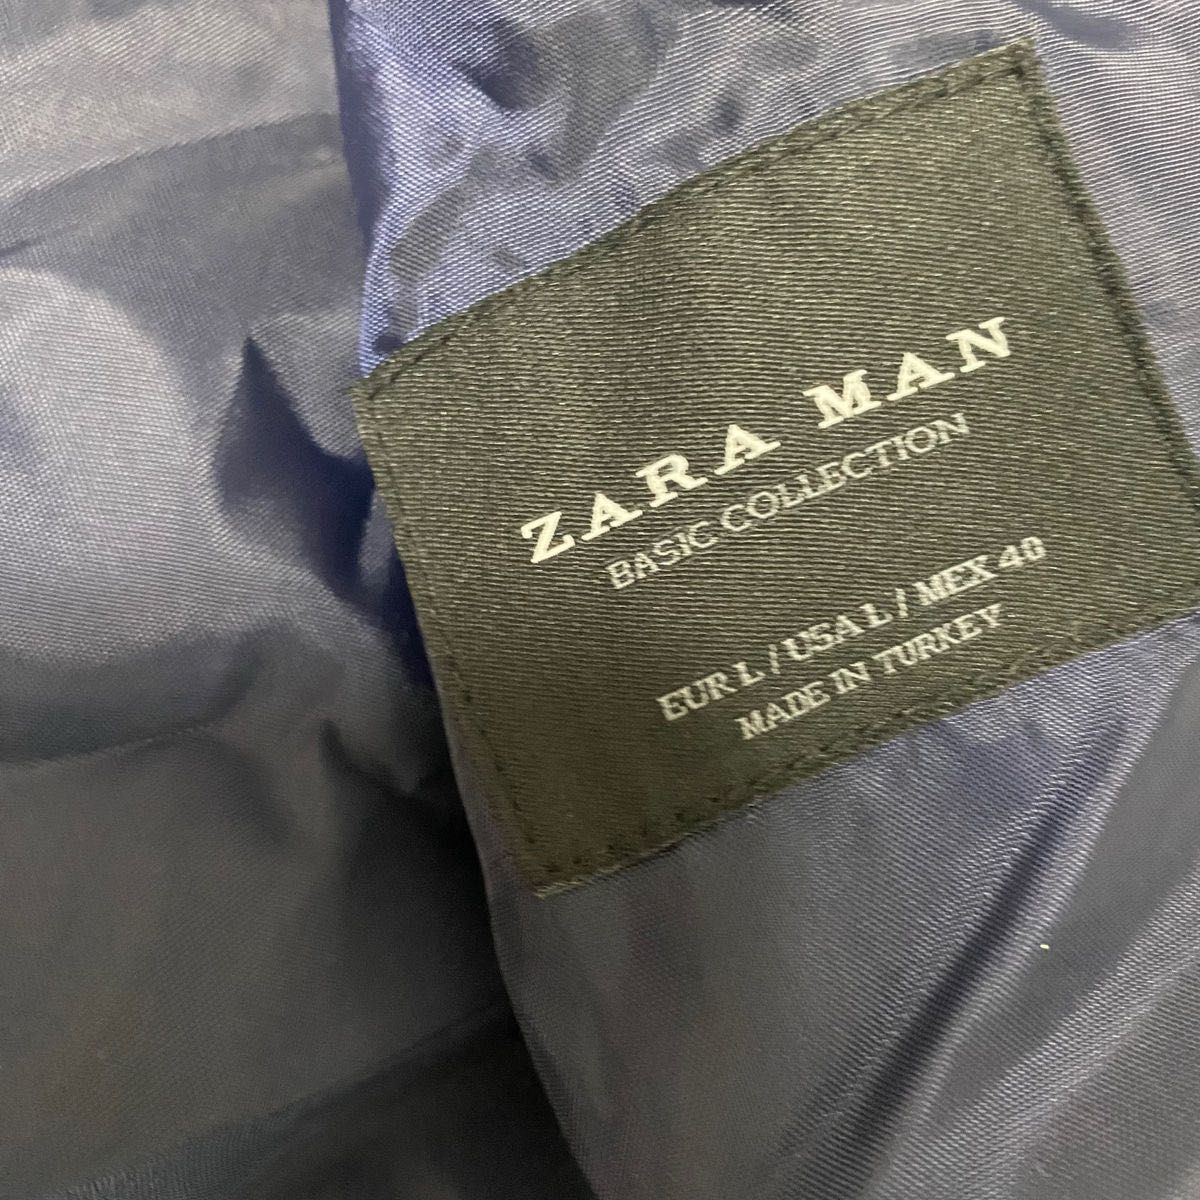 ZARA MAN
BASIC COLLECTION
EUR L / USA L / MEX 40
MADE IN TURKEY